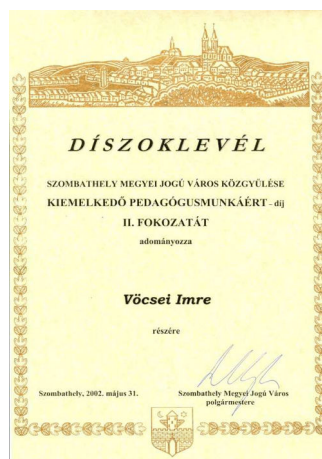 DÍSZOKLEVÉL
SZOMBATHELY MEGYEI JOGÚ VÁROS KÖZGYŰLÉSE
KIEMELKEDŐ PEDAGÓGUSMUNKÁÉRT - díj
II. FOKOZATÁT
adományozza
Vöcsei Imre
részére
Szombathely, 2002. május 31.
Szombathely Megyei Jogú Város
polgármestere